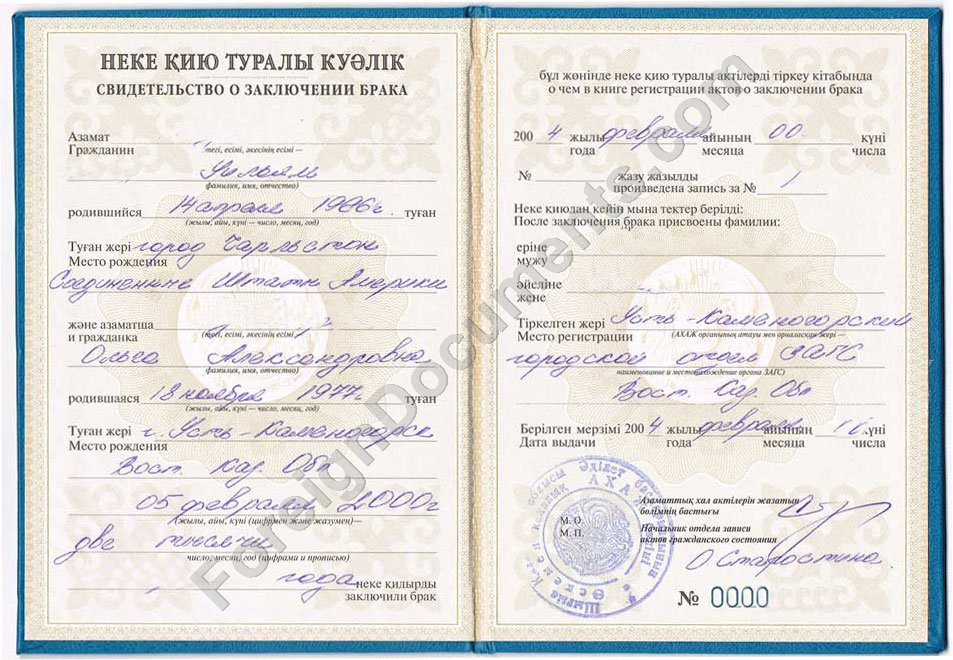 НЕКЕ ҚИЮ ТУРАЛЫ КУӘЛІК
СВИДЕТЕЛЬСТВО О ЗАКЛЮЧЕНИИ БРАКА
Азамат
Гражданин
тегі, есімі, әкесінің есімі —
Уильям
фамилия, имя, отчество)
родившийся 14 апреля туған
(жылы, айы, күні — число, месяц, год)
Туған жері город Чарльстон
Место рождения
Соединенные Штаты Америки
және азаматша
и гражданка
(тегі, есімі, әкесінің есімі
Ольга Александровна
фамилия, имя, отчество)
родившаяся 18 ноября 1977г. туған
(жылы, айы, күні — число, месяц, год)
Туған жері г. Усть-Каменогорск
Место рождения
Вост. Каз. Обл
05 февраля 2000г
(жылы, айы, күні (цифрмен және жазумен)—
две тысячи
число, месяц, год (цифрами и прописью)
года неке қидырды
заключили брак
бұл жөнінде неке қию туралы актілерді тіркеу кітабында
о чем в книге регистрации актов о заключении брака
200 4 жылы февраля айының 00 күні
года месяца числа
№ жазу жазылды
произведена запись за № 1
Неке қиюдан кейін мына тектер берілді:
После заключения брака присвоены фамилии:
еріне
мужу
әйеліне
жене
Тіркелген жері Усть-Каменогорский
Место регистрации (АХАЖ органының атауы мен орналасқан жері —
городской отдел ЗАГС
наименование и местонахождение органа ЗАГС)
Вост. Каз. Обл
Берілген мерзімі 200 4 жылы февраля айының күні
Дата выдачи года месяца числа
Азаматтық хал актілерін жазатын
бөлімнің бастығы
М. О.
М. П.
Начальник отдела записи
актов гражданского состояния
О Старостина
№ 0000
ForeignDocuments.com